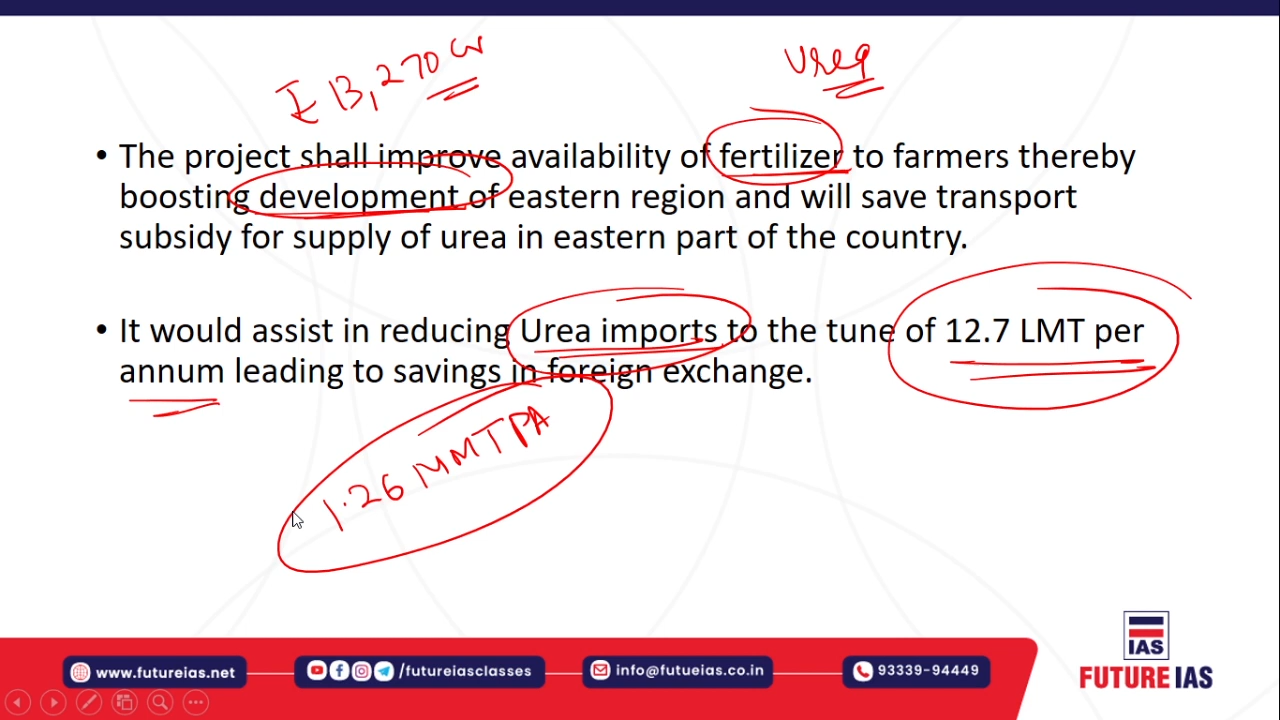 ₹ 13,270 Cr
Urea
• The project shall improve availability of fertilizer to farmers thereby
boosting development of eastern region and will save transport
subsidy for supply of urea in eastern part of the country.
• It would assist in reducing Urea imports to the tune of 12.7 LMT per
annum leading to savings in foreign exchange.
1.26 MMTPA
IAS
FUTURE IAS
www.futureias.net
/futureiasclasses
info@futueias.co.in
93339-94449